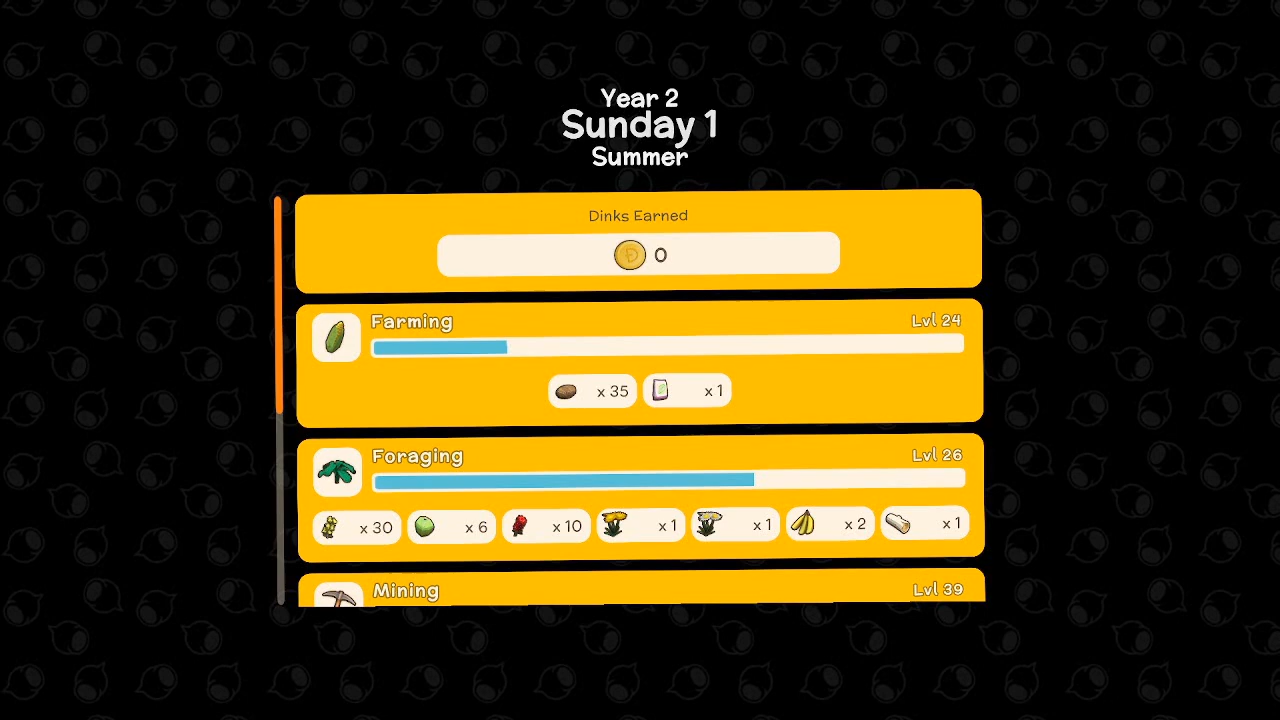 Year 2
Sunday 1
Summer
Dinks Earned
0
Farming Lvl 24
x 35 x 1
Foraging Lvl 26
x 30 x 6 x 10 x 1 x 1 x 2 x 1
Mining Lvl 39